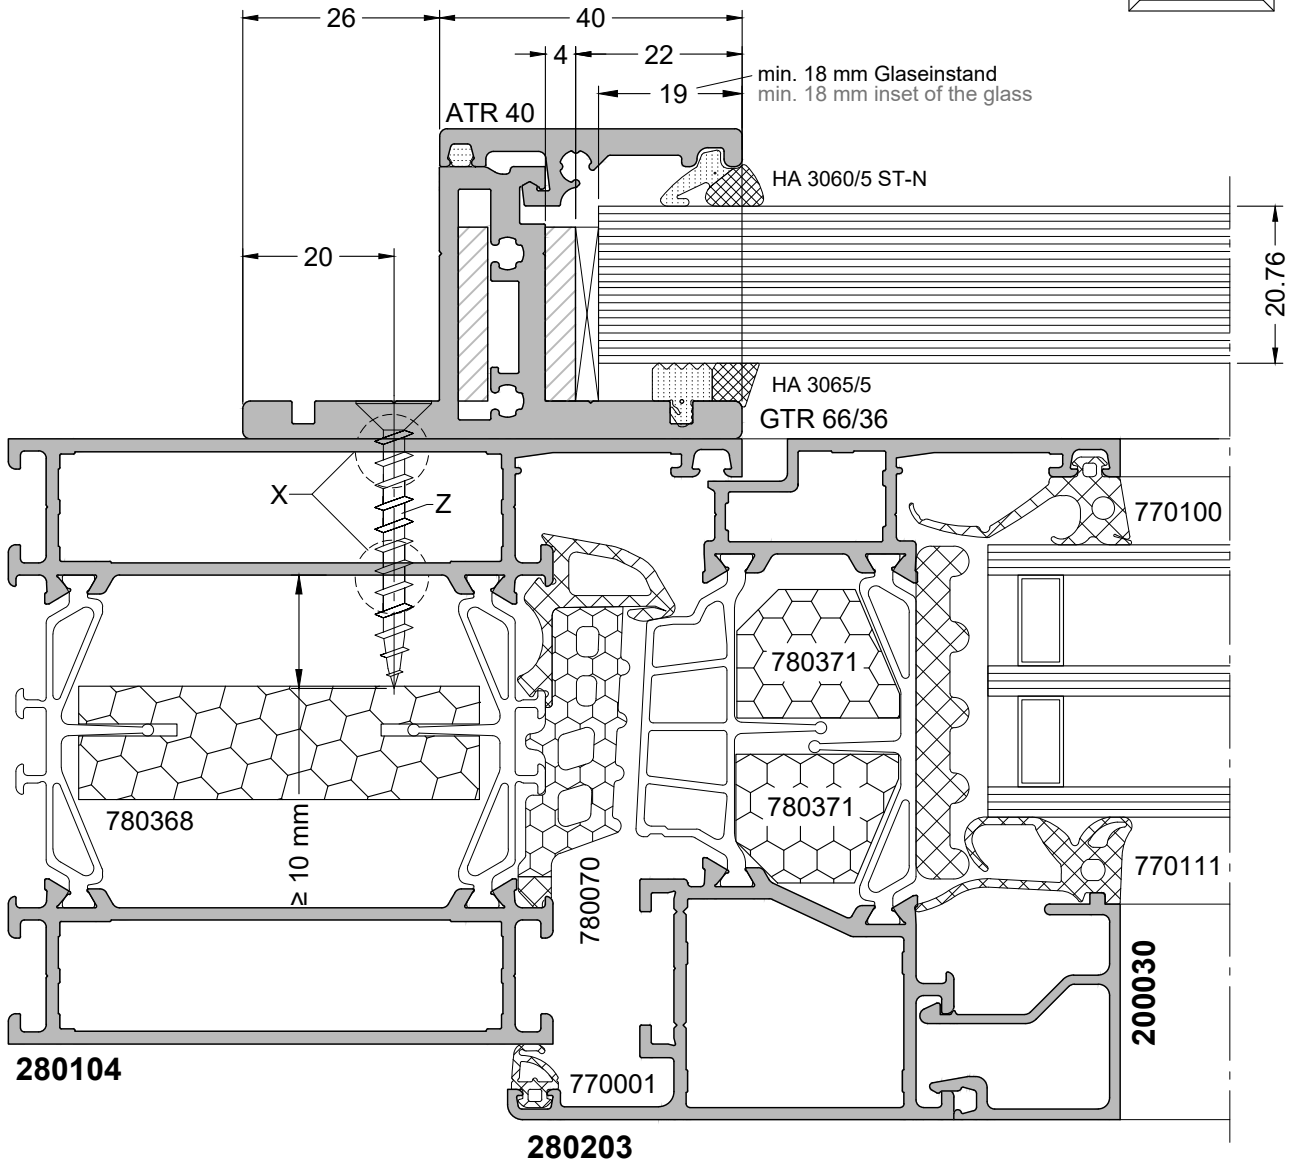 26
40
4
22
19
min. 18 mm Glaseinstand
min. 18 mm inset of the glass
ATR 40
HA 3060/5 ST-N
20
20.76
HA 3065/5
GTR 66/36
X
Z
770100
780371
780371
780368
≥ 10 mm
780070
770111
200030
280104
770001
280203